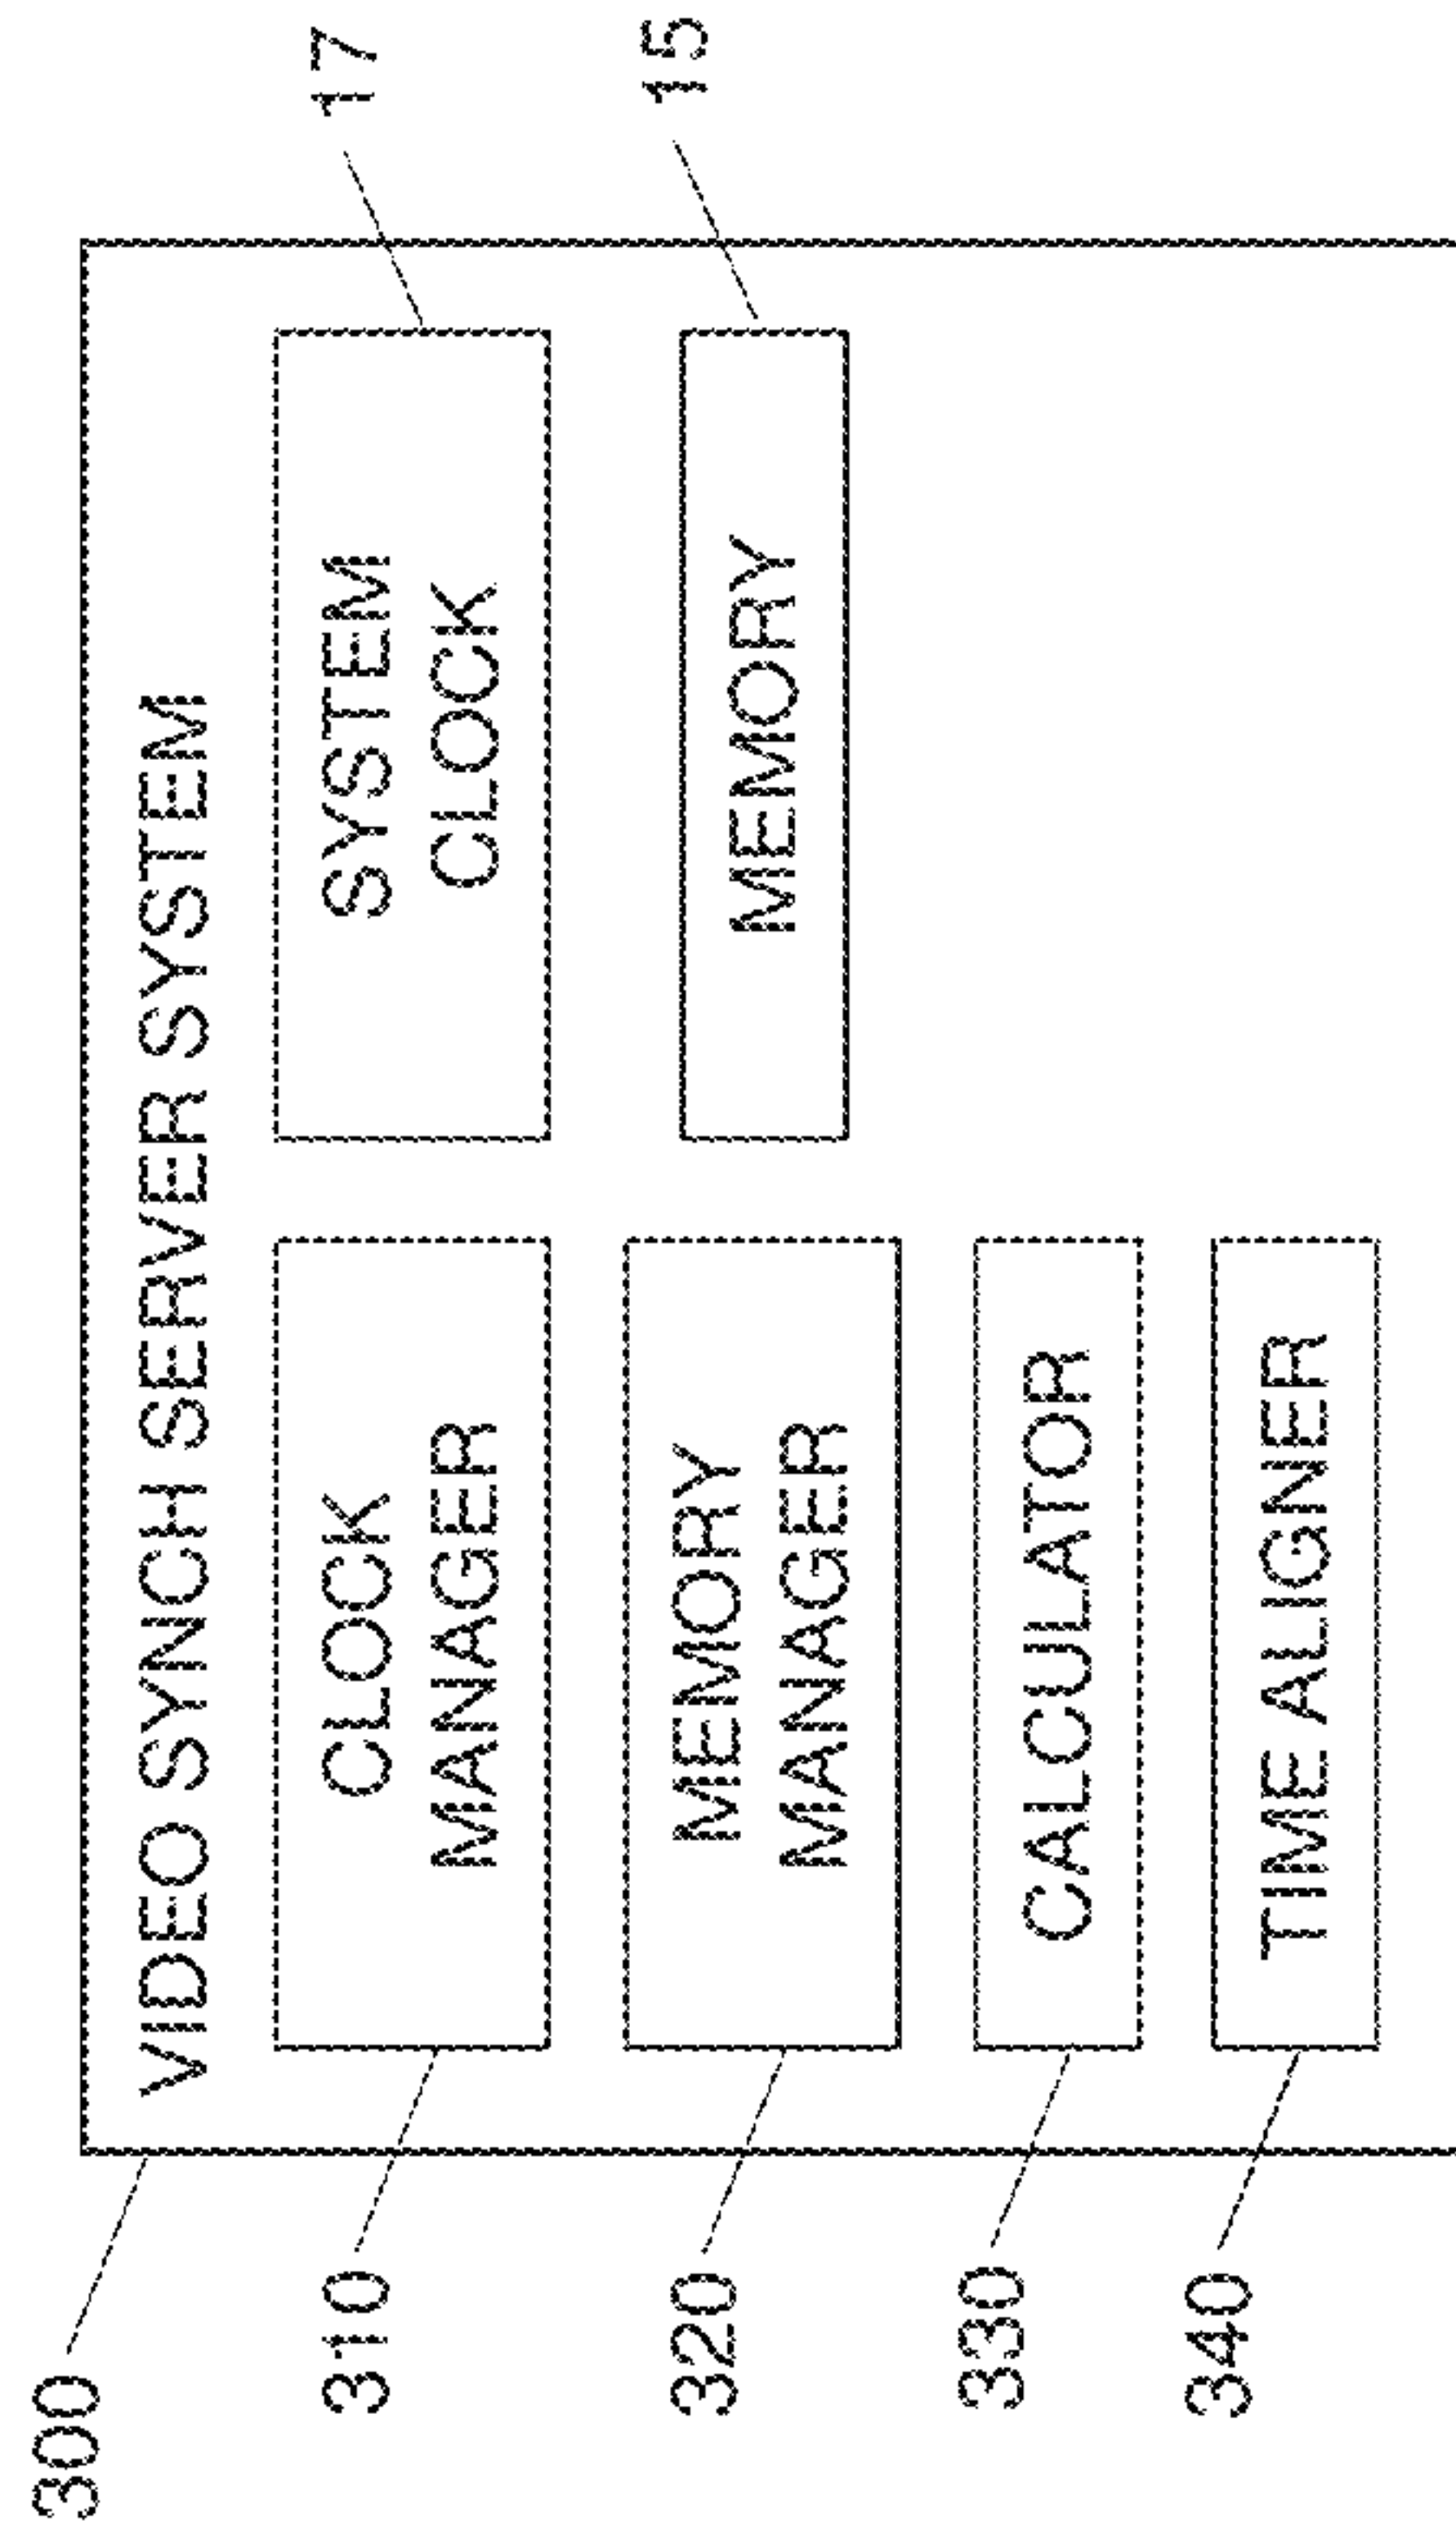 300
VIDEO SYNCH SERVER SYSTEM
310
CLOCK
MANAGER
SYSTEM
CLOCK
17
320
MEMORY
MANAGER
MEMORY
15
330
CALCULATOR
340
TIME ALIGNER